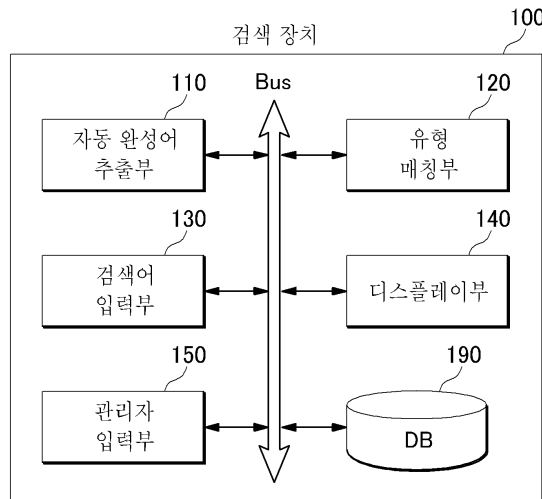 검색 장치
100
Bus
110
120
자동 완성어
추출부
유형
매칭부
130
140
검색어
입력부
디스플레이부
150
190
관리자
입력부
DB